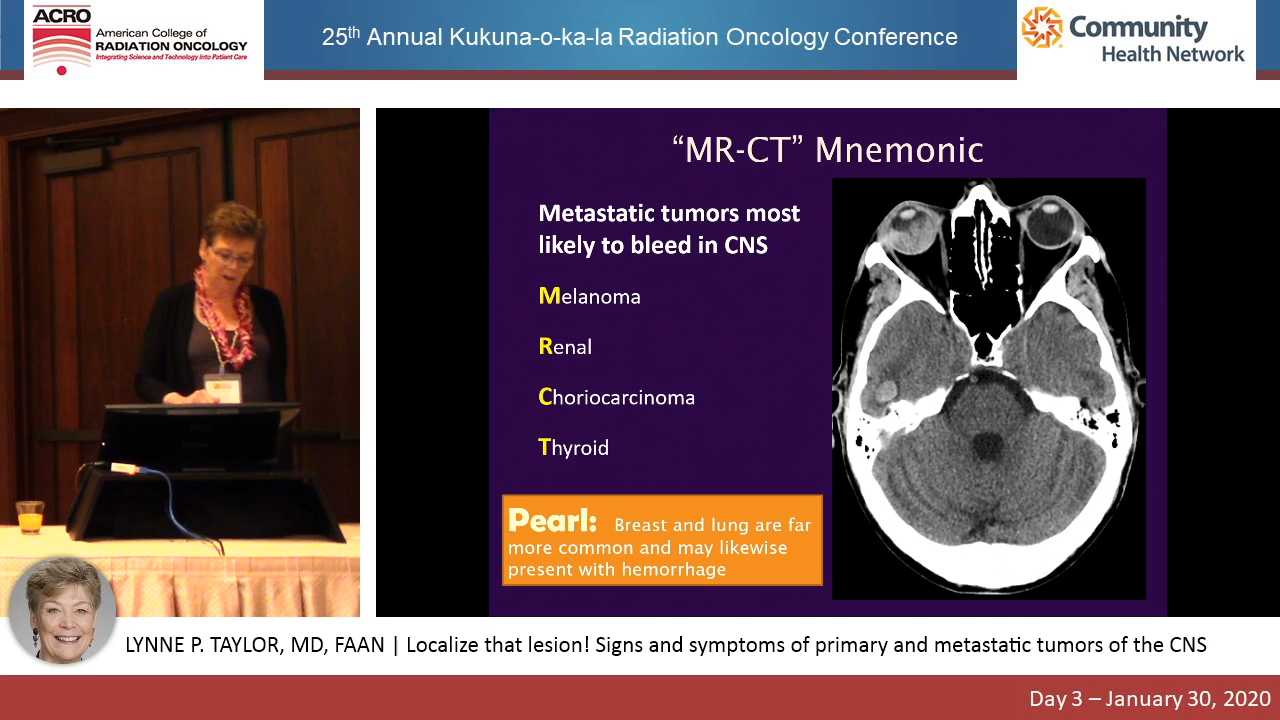 ACRO
American College of
RADIATION ONCOLOGY
Integrating Science and Technology Into Patient Care
25th Annual Kukuna-o-ka-la Radiation Oncology Conference
Community
Health Network
“MR-CT” Mnemonic
Metastatic tumors most
likely to bleed in CNS
Melanoma
Renal
Choriocarcinoma
Thyroid
Pearl: Breast and lung are far
more common and may likewise
present with hemorrhage
LYNNE P. TAYLOR, MD, FAAN | Localize that lesion! Signs and symptoms of primary and metastatic tumors of the CNS
Day 3 – January 30, 2020